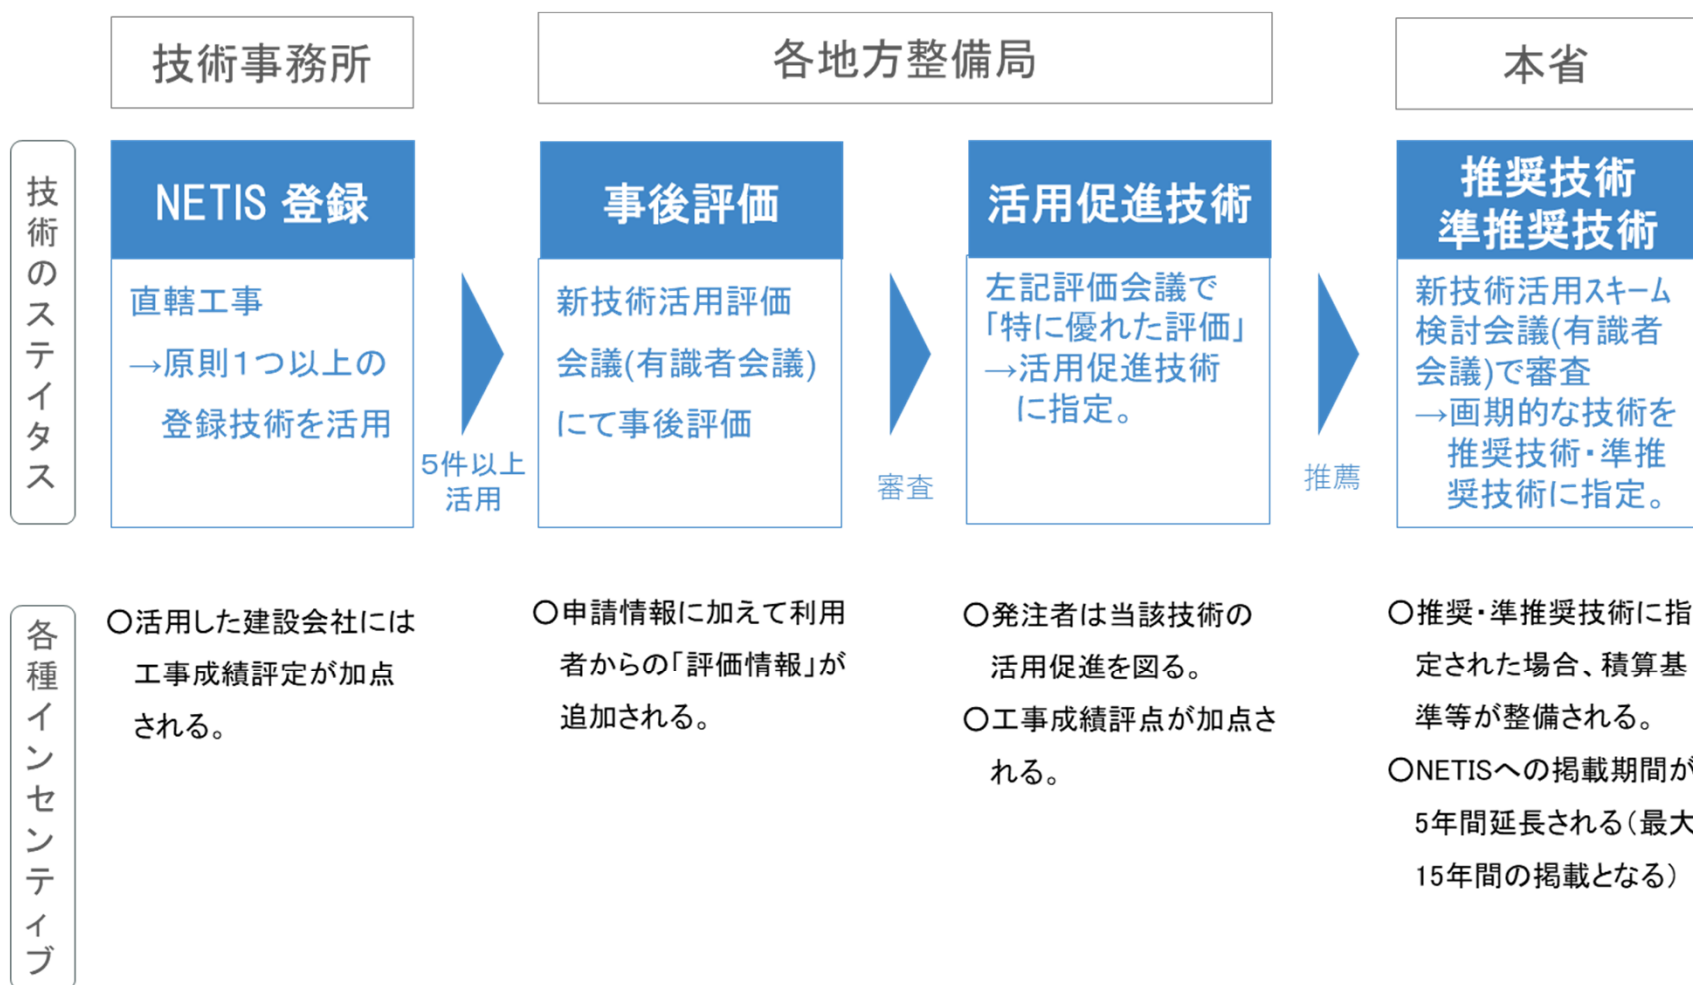 技術事務所
各地方整備局
本省
技術のステイタス
NETIS 登録
直轄工事
→原則1つ以上の
登録技術を活用
5件以上
活用
事後評価
新技術活用評価
会議(有識者会議)
にて事後評価
審査
活用促進技術
左記評価会議で
「特に優れた評価」
→活用促進技術
に指定。
推薦
推奨技術
準推奨技術
新技術活用スキーム
検討会議(有識者
会議)で審査
→画期的な技術を
推奨技術・準推
奨技術に指定。
各種インセンティブ
〇活用した建設会社には
工事成績評定が加点
される。
〇申請情報に加えて利用
者からの「評価情報」が
追加される。
〇発注者は当該技術の
活用促進を図る。
〇工事成績評点が加点さ
れる。
〇推奨・準推奨技術に指
定された場合、積算基
準等が整備される。
〇NETISへの掲載期間が
5年間延長される(最大
15年間の掲載となる)